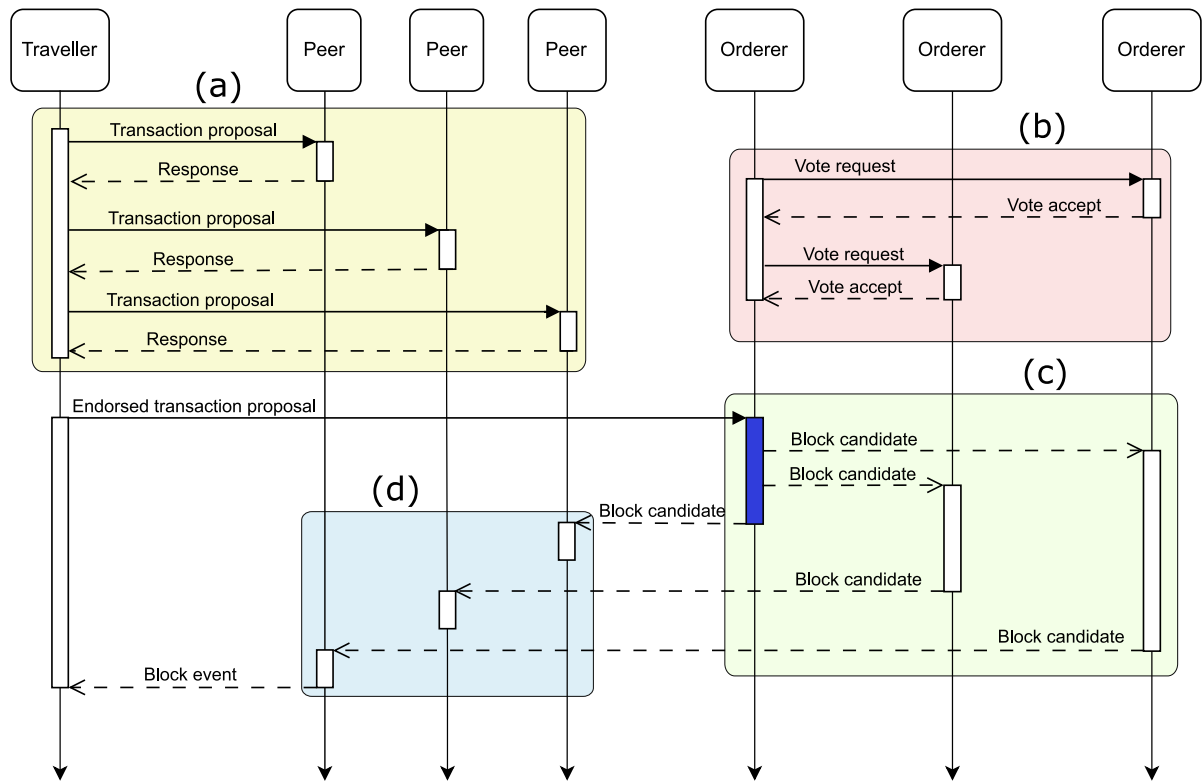 Traveller
Peer
Peer
Peer
Orderer
Orderer
Orderer
(a)
Transaction proposal
Response
Transaction proposal
Response
Transaction proposal
Response
(b)
Vote request
Vote accept
Vote request
Vote accept
(c)
Endorsed transaction proposal
Block candidate
Block candidate
(d)
Block candidate
Block candidate
Block candidate
Block event